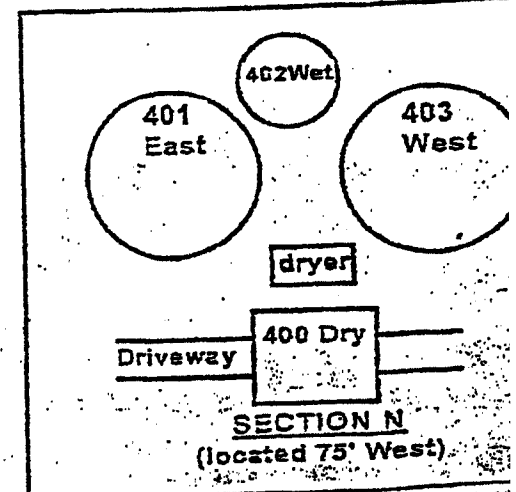 402Wet
401
East
403
West
dryer
400 Dry
Driveway
SECTION N
(located 75' West)